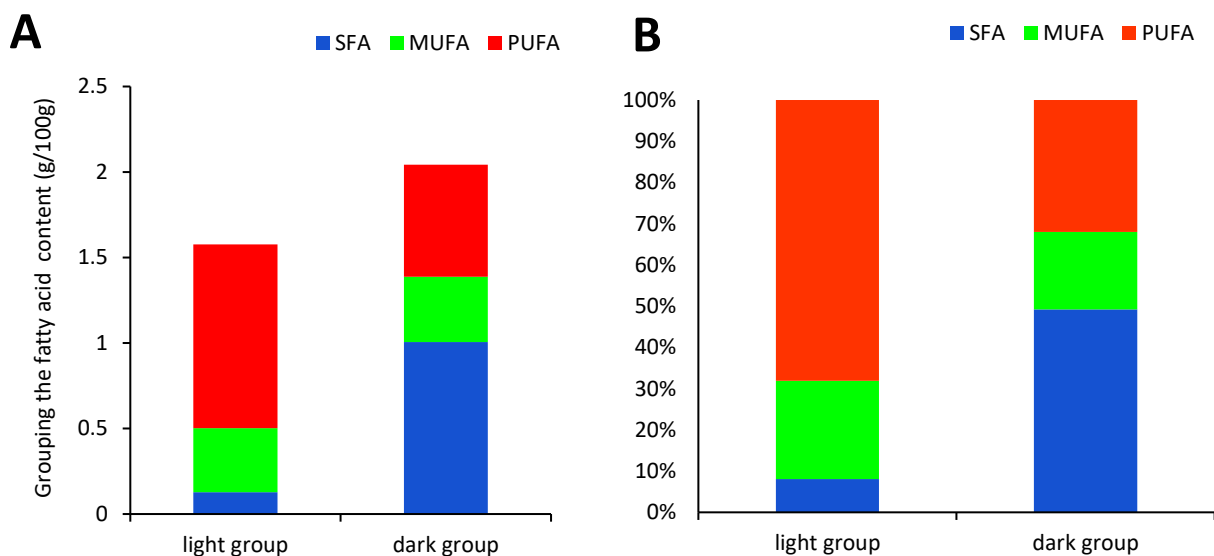 A
SFA MUFA PUFA
Grouping the fatty acid content (g/100g)
2.5
2
1.5
1
0.5
0
light group dark group
B
SFA MUFA PUFA
100%
90%
80%
70%
60%
50%
40%
30%
20%
10%
0%
light group dark group